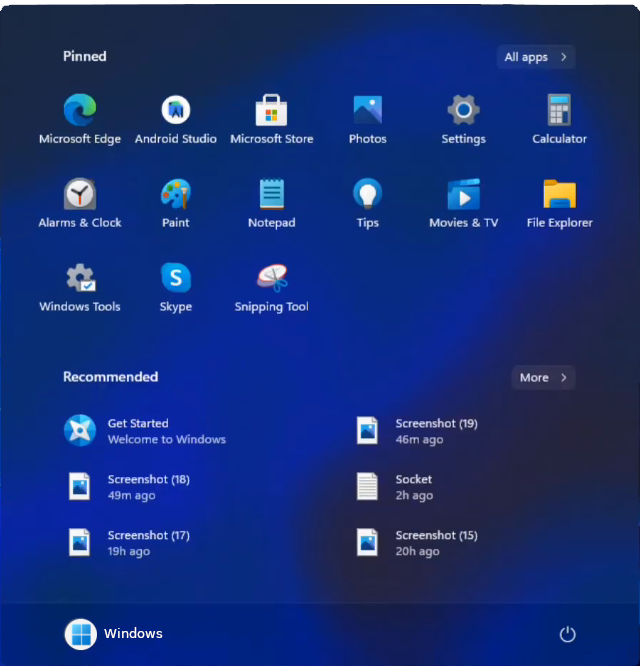 Pinned
All apps
Microsoft Edge Android Studio Microsoft Store Photos Settings Calculator
Alarms & Clock Paint Notepad Tips Movies & TV File Explorer
Windows Tools Skype Snipping Tool
Recommended
More
Get Started
Welcome to Windows
Screenshot (19)
46m ago
Screenshot (18)
49m ago
Socket
2h ago
Screenshot (17)
19h ago
Screenshot (15)
20h ago
Windows